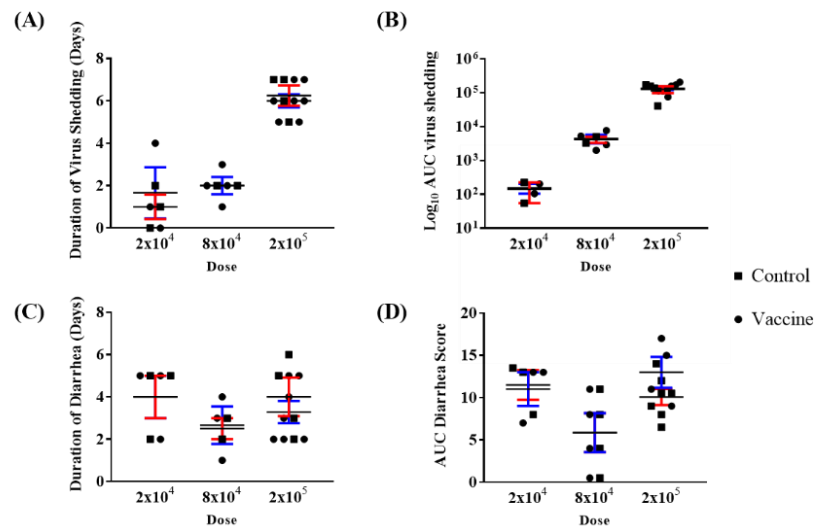 (A)
Duration of Virus Shedding (Days)
8
6
4
2
0
2x10⁴ 8x10⁴ 2x10⁵
Dose
(B)
Log₁₀ AUC virus shedding
10⁶
10⁵
10⁴
10³
10²
10¹
2x10⁴ 8x10⁴ 2x10⁵
Dose
(C)
Duration of Diarrhea (Days)
8
6
4
2
0
2x10⁴ 8x10⁴ 2x10⁵
Dose
(D)
AUC Diarrhea Score
20
15
10
5
0
2x10⁴ 8x10⁴ 2x10⁵
Dose
Control
Vaccine